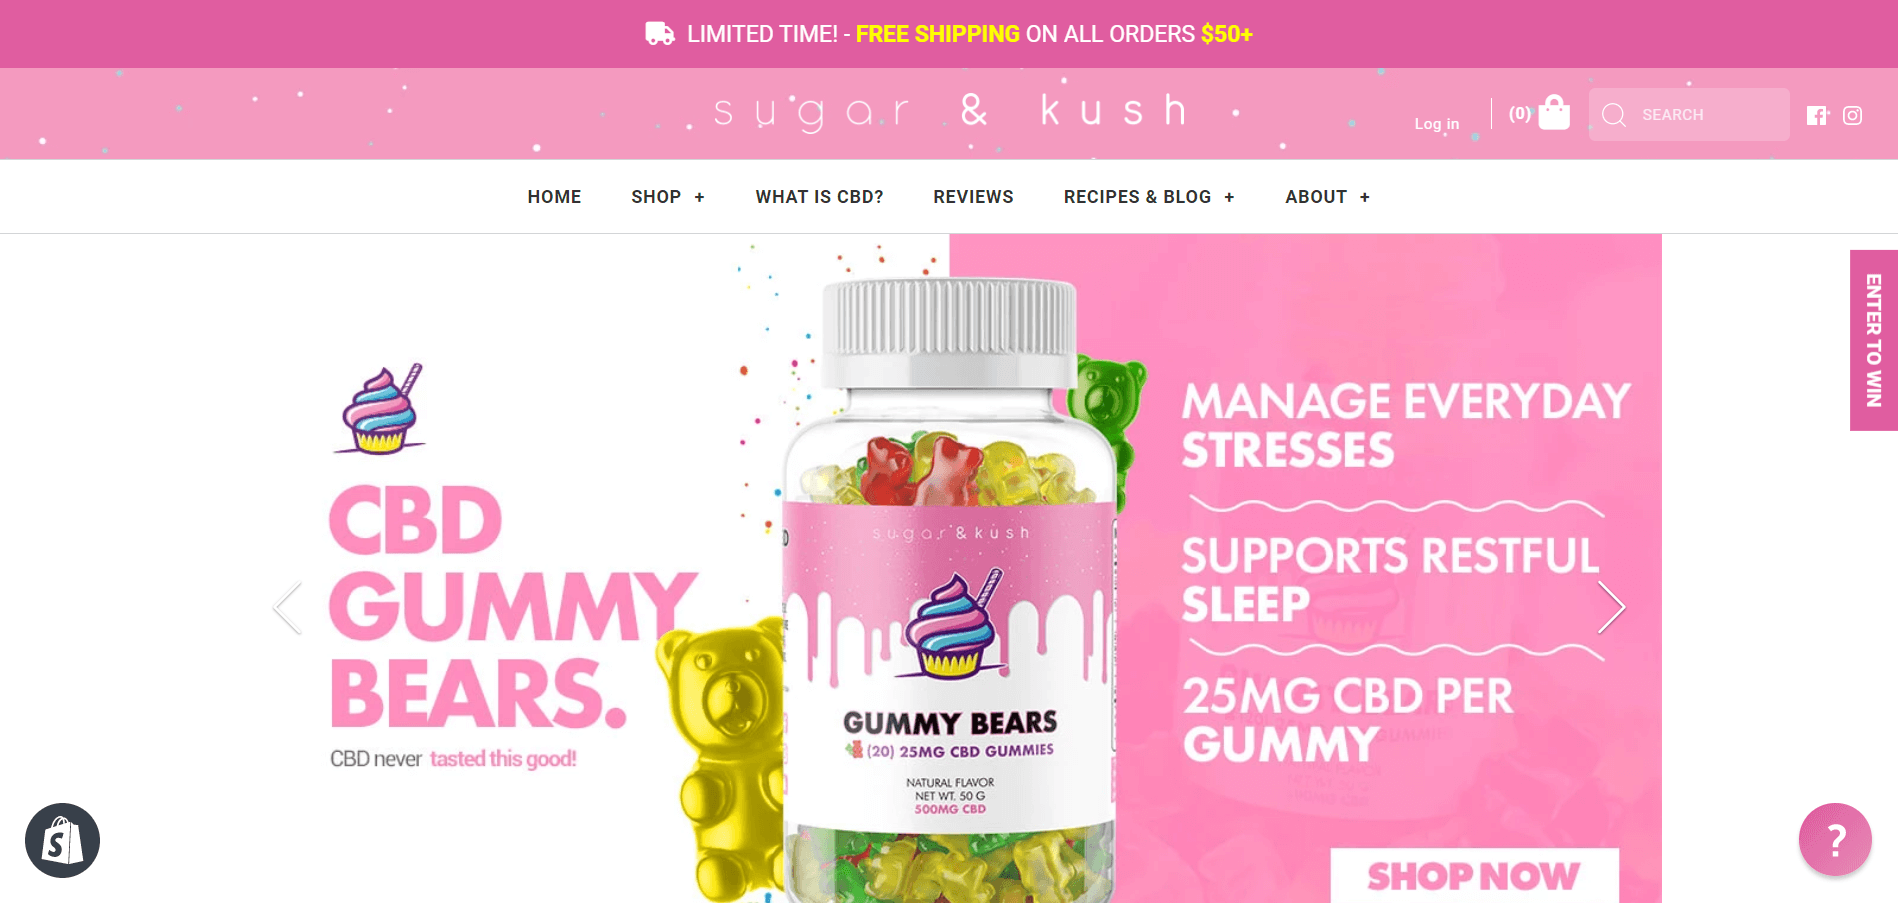 LIMITED TIME! - FREE SHIPPING ON ALL ORDERS $50+
sugar & kush
Log in
(0)
SEARCH
HOME
SHOP +
WHAT IS CBD?
REVIEWS
RECIPES & BLOG +
ABOUT +
ENTER TO WIN
CBD
GUMMY
BEARS.
CBD never tasted this good!
sugar & kush
GUMMY BEARS
(20) 25MG CBD GUMMIES
NATURAL FLAVOR
NET WT. 50 G
500MG CBD
MANAGE EVERYDAY
STRESSES
SUPPORTS RESTFUL
SLEEP
25MG CBD PER
GUMMY
SHOP NOW
S
?